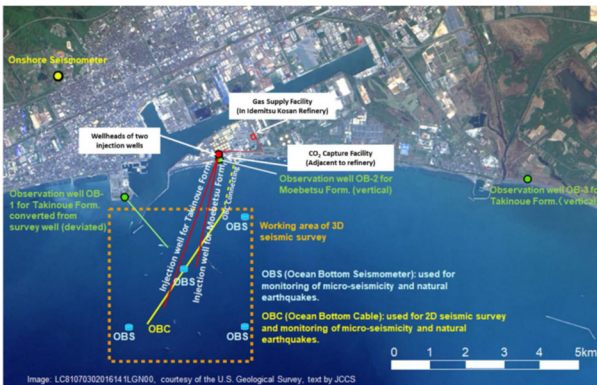 Onshore Seismometer
Gas Supply Facility
(In Idemitsu Kosan Refinery)
Wellheads of two
injection wells
CO₂ Capture Facility
(Adjacent to refinery)
Observation well OB-
1 for Takinoue Form.
converted from
survey well (deviated)
Observation well OB-2 for
Moebetsu Form. (vertical)
Observation well OB-3 for
Takinoue Form. (vertical)
Injection well for Takinoue Form.
Injection well for Moebetsu Form.
OBC Connecting
Working area of 3D
seismic survey
OBS
OBS
OBS
OBS
OBC
OBS (Ocean Bottom Seismometer): used for
monitoring of micro-seismicity and natural
earthquakes.
OBC (Ocean Bottom Cable): used for 2D seismic survey
and monitoring of micro-seismicity and natural
earthquakes.
0 1 2 3 4 5km
Image: LC81070302016141LGN00, courtesy of the U.S. Geological Survey, text by JCCS